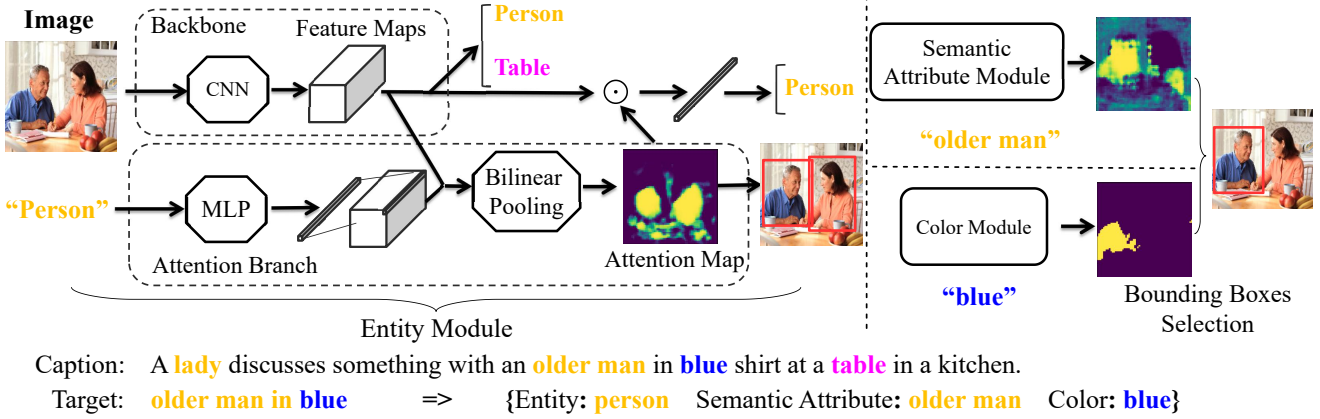 Image
Backbone
Feature Maps
CNN
Person
Table
Person
"Person"
MLP
Bilinear
Pooling
Attention Branch
Attention Map
Entity Module
Semantic
Attribute Module
"older man"
Color Module
"blue"
Bounding Boxes
Selection
Caption: A lady discusses something with an older man in blue shirt at a table in a kitchen.
Target: older man in blue => {Entity: person Semantic Attribute: older man Color: blue}